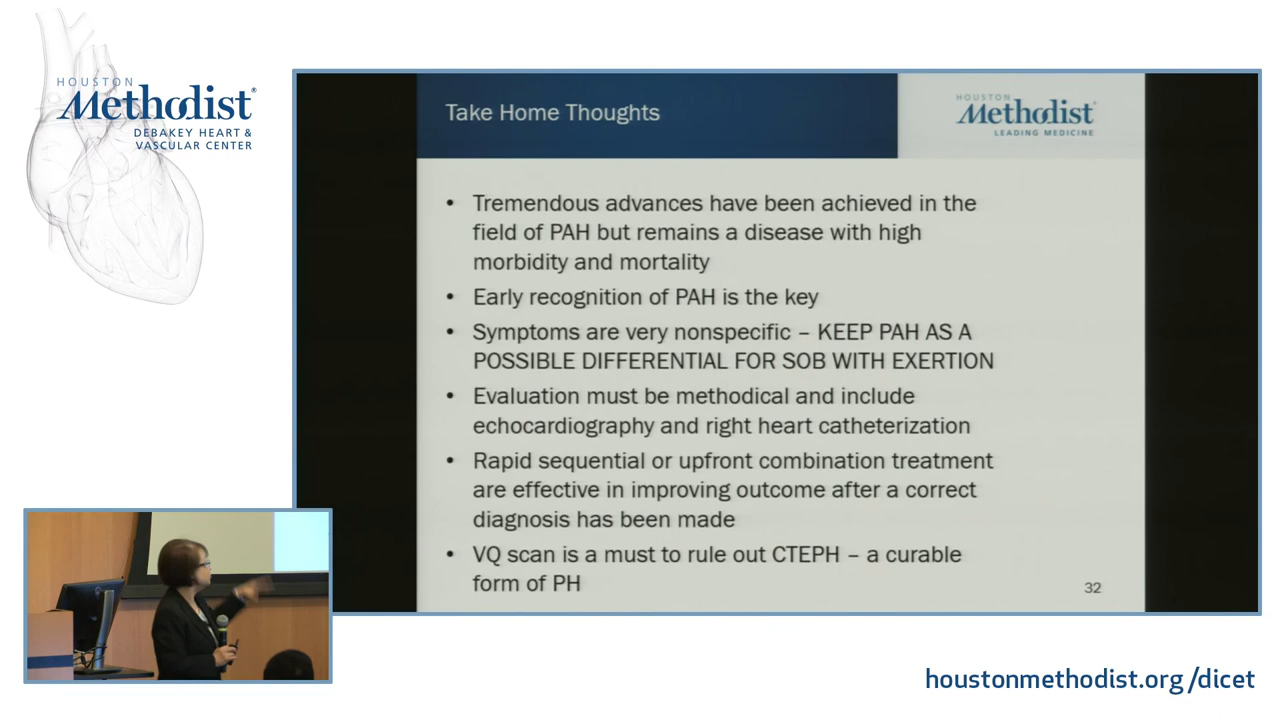 HOUSTON
Methodist®
DEBAKEY HEART &
VASCULAR CENTER
Take Home Thoughts
HOUSTON
Methodist
LEADING MEDICINE
• Tremendous advances have been achieved in the
field of PAH but remains a disease with high
morbidity and mortality
• Early recognition of PAH is the key
• Symptoms are very nonspecific – KEEP PAH AS A
POSSIBLE DIFFERENTIAL FOR SOB WITH EXERTION
• Evaluation must be methodical and include
echocardiography and right heart catheterization
• Rapid sequential or upfront combination treatment
are effective in improving outcome after a correct
diagnosis has been made
• VQ scan is a must to rule out CTEPH – a curable
form of PH
32
houstonmethodist.org/dicet